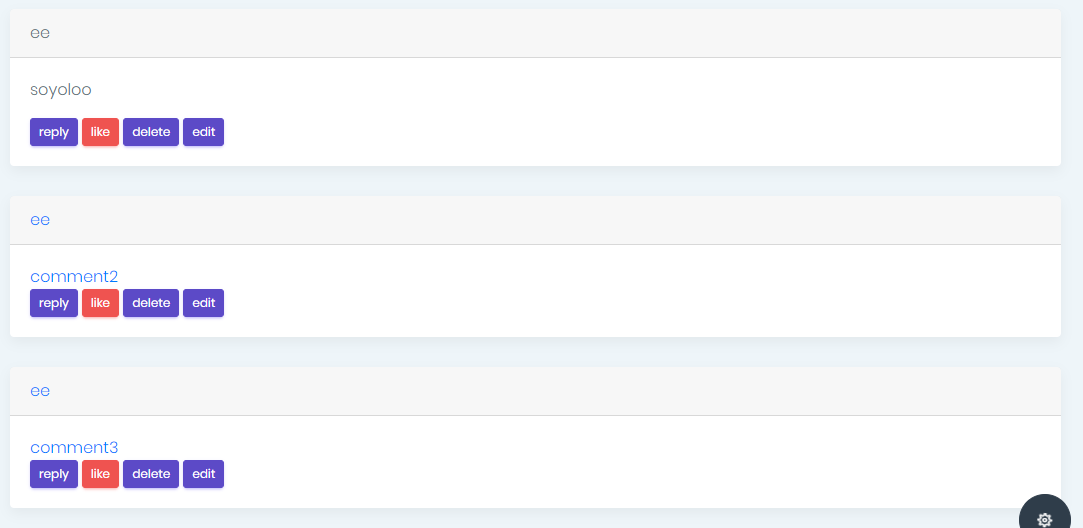 ee
soyoloo
reply like delete edit
ee
comment2
reply like delete edit
ee
comment3
reply like delete edit